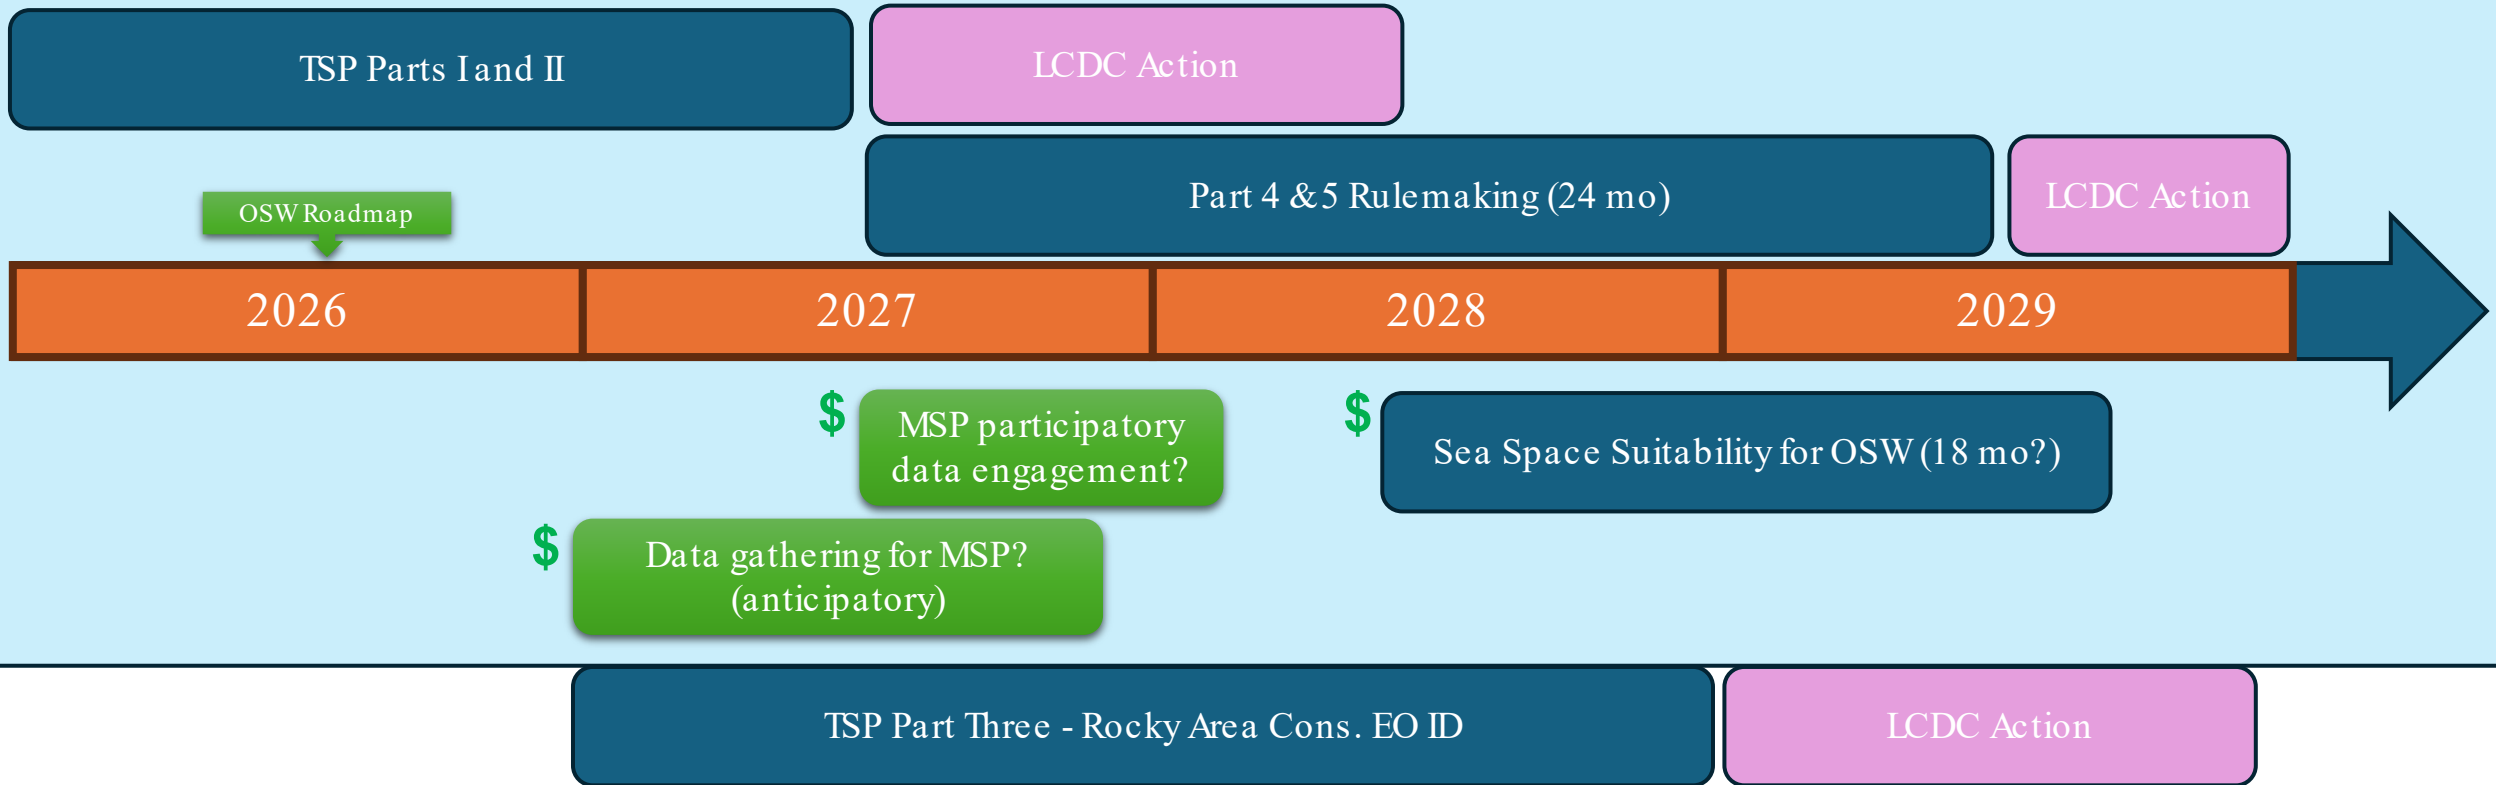 TSP Parts I and II
LCDC Action
Part 4 &5 Rulemaking (24 mo)
LCDC Action
OSW Roadmap
2026
2027
2028
2029
$
MSP participatory
data engagement?
$
Sea Space Suitability for OSW (18 mo?)
$
Data gathering for MSP?
(anticipatory)
TSP Part Three - Rocky Area Cons. EO ID
LCDC Action